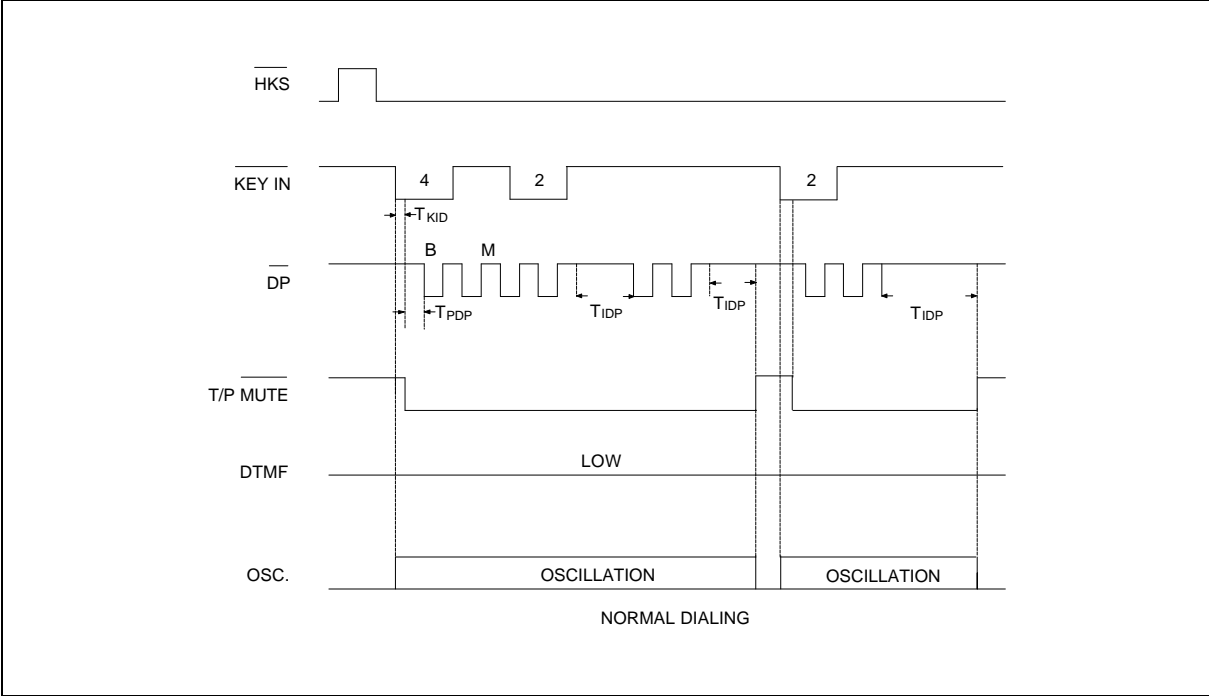 HKS
KEY IN
4
2
2
TKID
B
M
DP
TPDP
TIDP
TIDP
TIDP
T/P MUTE
LOW
DTMF
OSC.
OSCILLATION
OSCILLATION
NORMAL DIALING